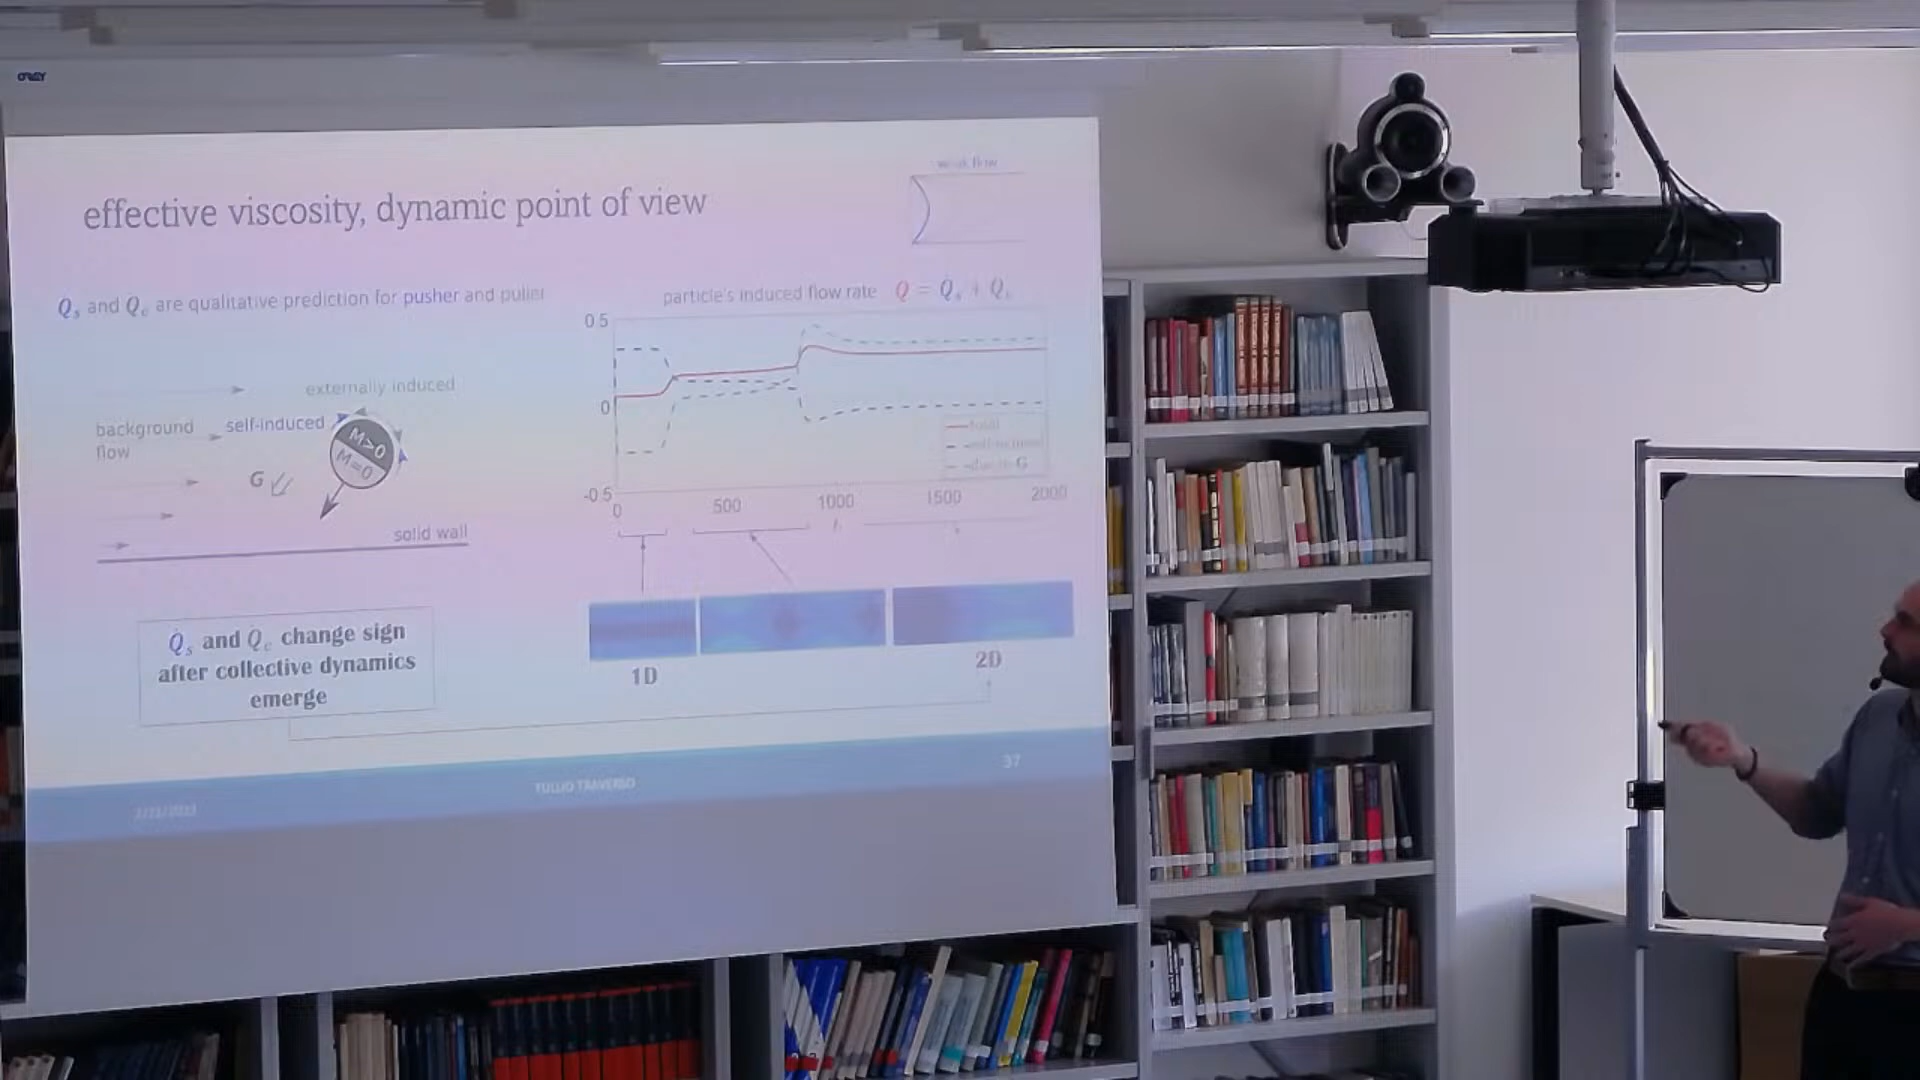 effective viscosity, dynamic point of view
Qs and Qe are qualitative prediction for pusher and puller
externally induced
background
flow
self-induced
M>0
M=0
G
solid wall
Qs and Qe change sign
after collective dynamics
emerge
particle's induced flow rate Q = Qs + Qe
0.5
0
-0.5
0
500
1000
1500
2000
total
1D
2D
TULLIO TRAVERSO
37